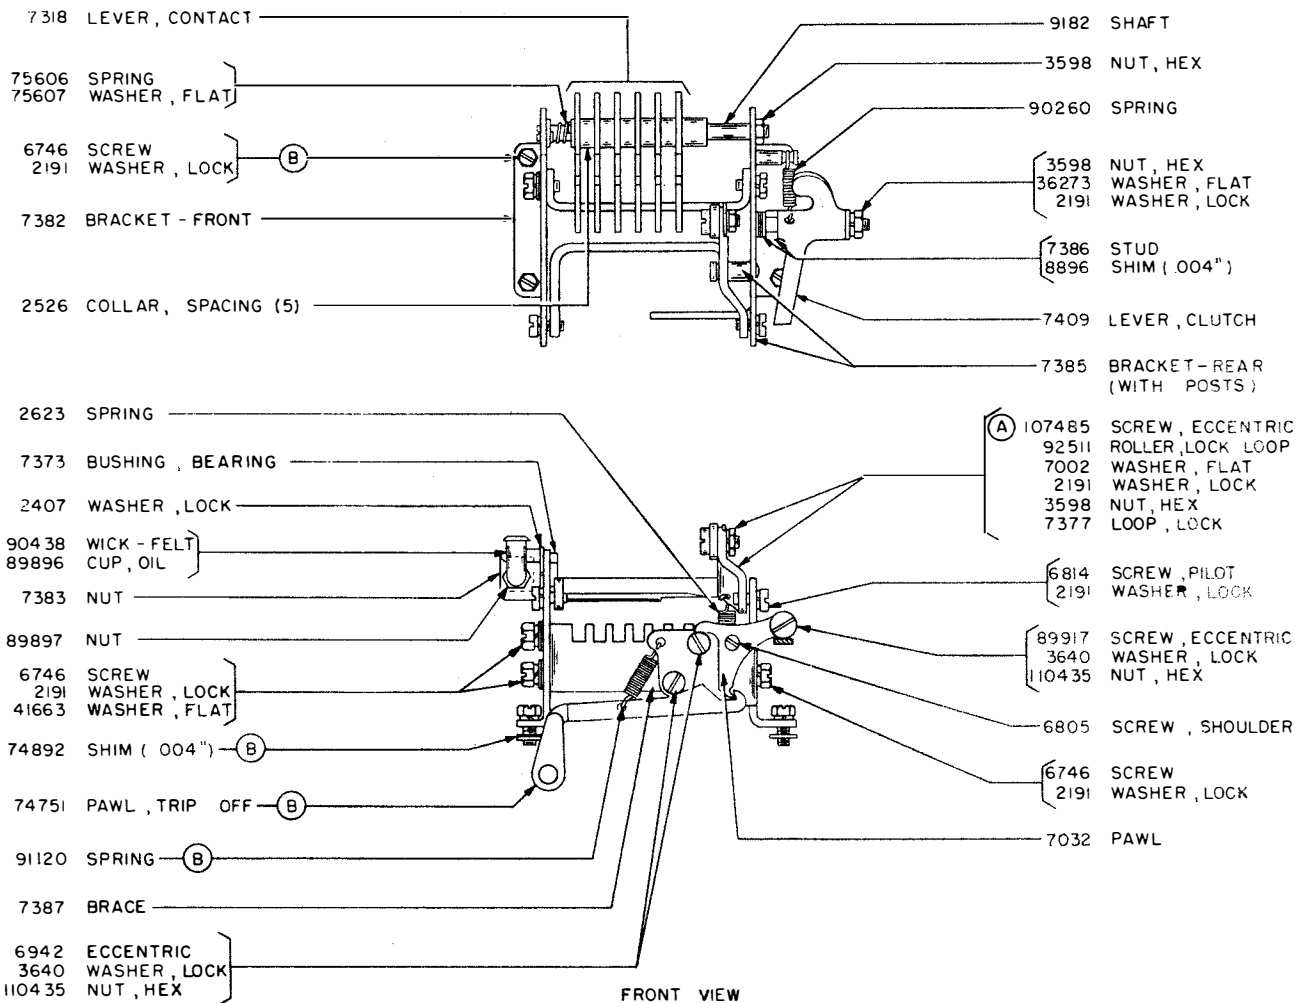 7318 LEVER, CONTACT
75606 SPRING
75607 WASHER, FLAT
6746 SCREW
2191 WASHER, LOCK
B
7382 BRACKET-FRONT
2526 COLLAR, SPACING (5)
9182 SHAFT
3598 NUT, HEX
90260 SPRING
3598 NUT, HEX
36273 WASHER, FLAT
2191 WASHER, LOCK
7386 STUD
8896 SHIM (.004")
7409 LEVER, CLUTCH
7385 BRACKET-REAR
(WITH POSTS)
2623 SPRING
7373 BUSHING, BEARING
2407 WASHER, LOCK
90438 WICK-FELT
89896 CUP, OIL
7383 NUT
89897 NUT
6746 SCREW
2191 WASHER, LOCK
41663 WASHER, FLAT
74892 SHIM ( 004") B
74751 PAWL, TRIP OFF B
91120 SPRING B
7387 BRACE
6942 ECCENTRIC
3640 WASHER, LOCK
110435 NUT, HEX
A 107485 SCREW, ECCENTRIC
92511 ROLLER, LOCK LOOP
7002 WASHER, FLAT
2191 WASHER, LOCK
3598 NUT, HEX
7377 LOOP, LOCK
6814 SCREW, PILOT
2191 WASHER, LOCK
89917 SCREW, ECCENTRIC
3640 WASHER, LOCK
110435 NUT, HEX
6805 SCREW, SHOULDER
6746 SCREW
2191 WASHER, LOCK
7032 PAWL
FRONT VIEW